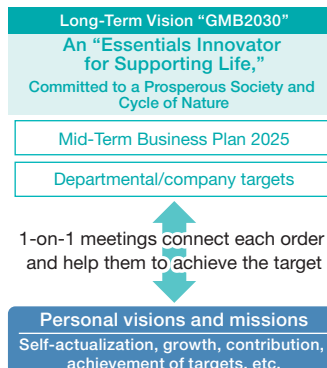 Long-Term Vision “GMB2030”
An “Essentials Innovator
for Supporting Life,”
Committed to a Prosperous Society and
Cycle of Nature
Mid-Term Business Plan 2025
Departmental/company targets
1-on-1 meetings connect each order
and help them to achieve the target
Personal visions and missions
Self-actualization, growth, contribution,
achievement of targets, etc.